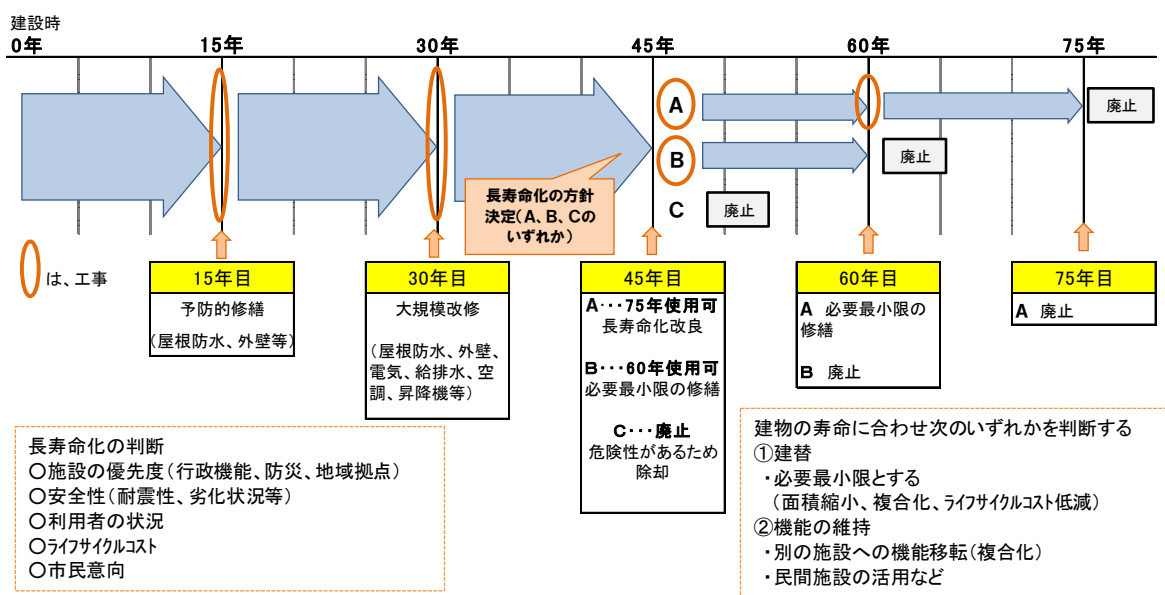 建設時
0年
15年
30年
45年
60年
75年
A
廃止
B
廃止
長寿命化の方針
決定(A、B、Cの
いずれか)
C
廃止
は、工事
15年目
予防的修繕
(屋根防水、外壁等)
30年目
大規模改修
(屋根防水、外壁、
電気、給排水、空
調、昇降機等)
45年目
A・・・75年使用可
長寿命化改良
B・・・60年使用可
必要最小限の修繕
C・・・廃止
危険性があるため
除却
60年目
A 必要最小限の
修繕
B 廃止
75年目
A 廃止
長寿命化の判断
○施設の優先度(行政機能、防災、地域拠点)
○安全性(耐震性、劣化状況等)
○利用者の状況
○ライフサイクルコスト
○市民意向
建物の寿命に合わせ次のいずれかを判断する
①建替
・必要最小限とする
(面積縮小、複合化、ライフサイクルコスト低減)
②機能の維持
・別の施設への機能移転(複合化)
・民間施設の活用など